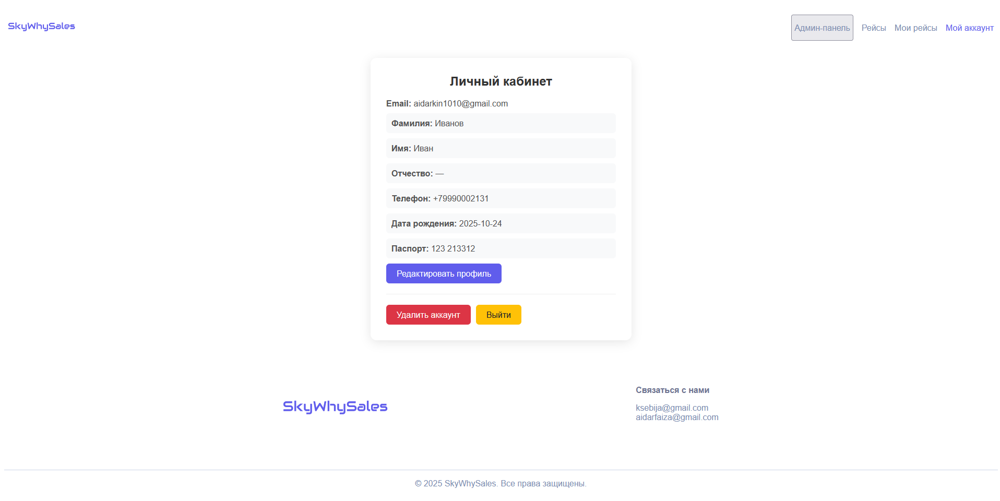 SkyWhySales
Админ-панель Рейсы Мои рейсы Мой аккаунт
Личный кабинет
Email: aidarkin1010@gmail.com
Фамилия: Иванов
Имя: Иван
Отчество: —
Телефон: +79990002131
Дата рождения: 2025-10-24
Паспорт: 123 213312
Редактировать профиль
Удалить аккаунт Выйти
SkyWhySales
Связаться с нами
ksebija@gmail.com
aidarfaiza@gmail.com
© 2025 SkyWhySales. Все права защищены.